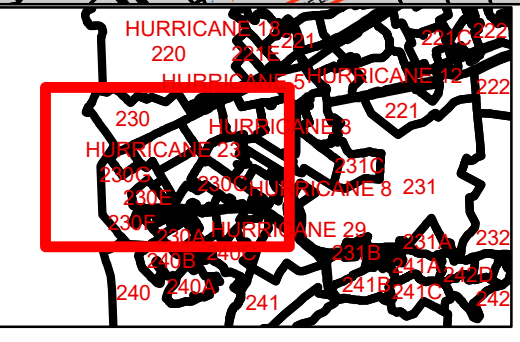 HURRICANE 18
220
221E
221
221C
222
HURRICANE 5
HURRICANE 12
222
221
230
HURRICANE 3
HURRICANE 23
231C
230G
230C
HURRICANE 8
231
230E
230F
HURRICANE 29
230A
231A
232
231B
240B
240C
241A
242D
240A
241B
241C
240
241
242